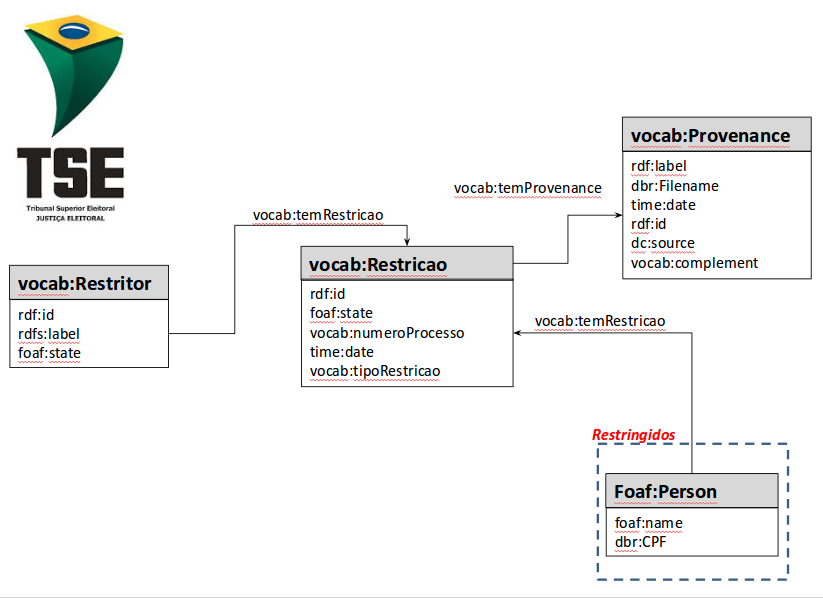 TSE
Tribunal Superior Eleitoral
JUSTIÇA ELEITORAL
vocab:Provenance
rdf:label
dbr:Filename
time:date
rdf:id
dc:source
vocab:complement
vocab:temProvenance
vocab:temRestricao
vocab:Restricao
rdf:id
foaf:state
vocab:numeroProcesso
time:date
vocab:tipoRestricao
vocab:Restritor
rdf:id
rdfs:label
foaf:state
vocab:temRestricao
Restringidos
Foaf:Person
foaf:name
dbr:CPF